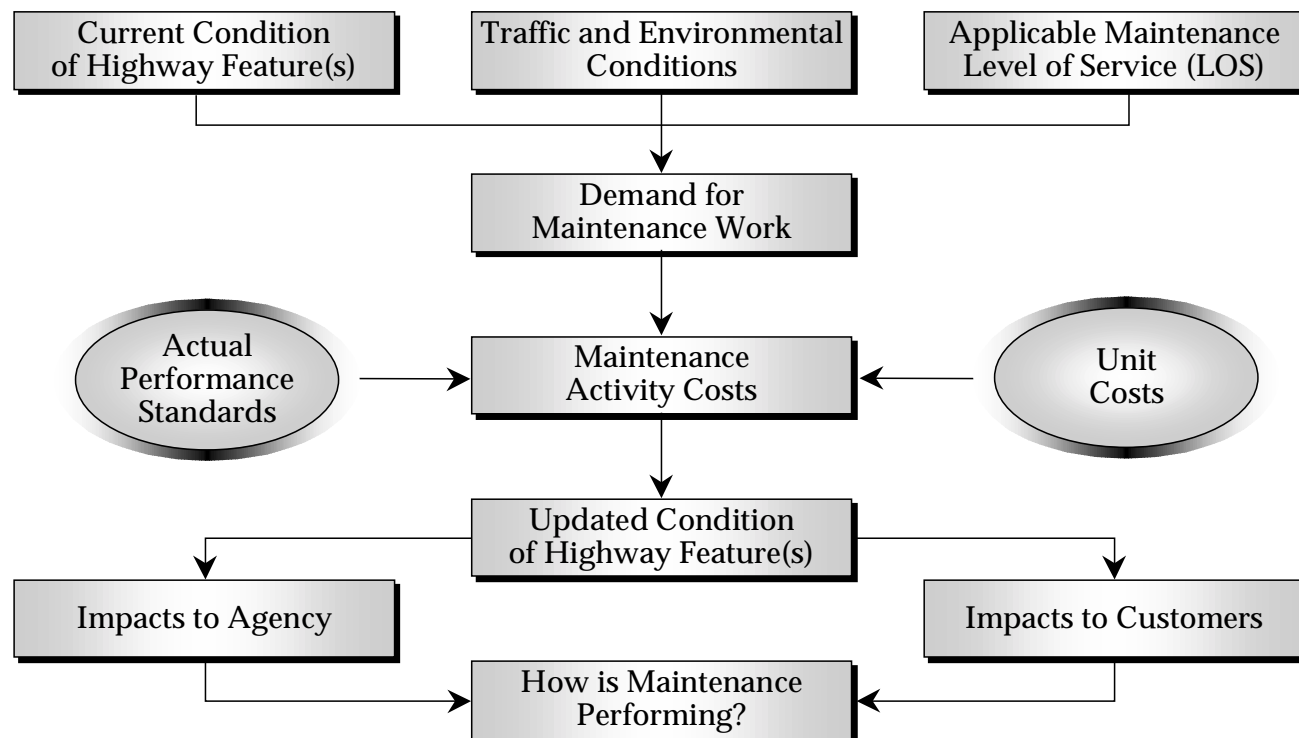 Current Condition
of Highway Feature(s)
Traffic and Environmental
Conditions
Applicable Maintenance
Level of Service (LOS)
Demand for
Maintenance Work
Actual
Performance
Standards
Maintenance
Activity Costs
Unit
Costs
Updated Condition
of Highway Feature(s)
Impacts to Agency
Impacts to Customers
How is Maintenance
Performing?